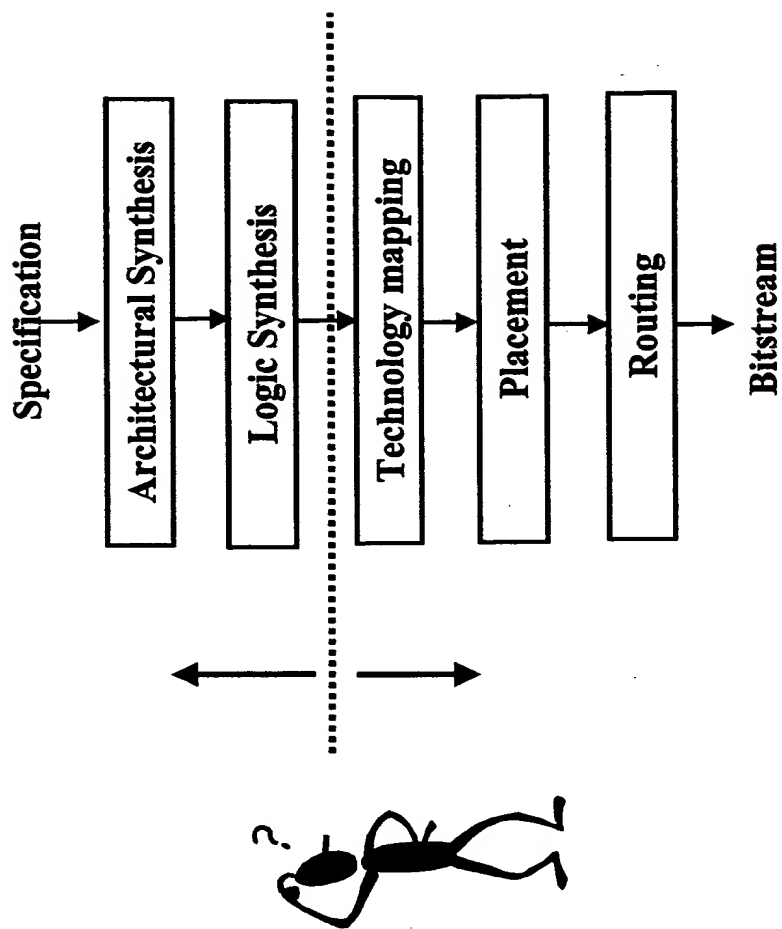 Specification
Architectural Synthesis
Logic Synthesis
Technology mapping
Placement
Routing
Bitstream
?